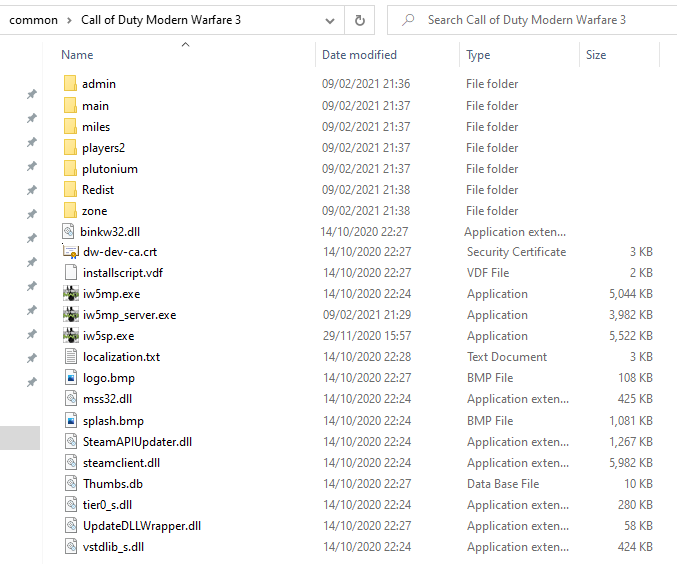 common > Call of Duty Modern Warfare 3 Search Call of Duty Modern Warfare 3
Name Date modified Type Size
admin 09/02/2021 21:36 File folder
main 09/02/2021 21:37 File folder
miles 09/02/2021 21:37 File folder
players2 09/02/2021 21:37 File folder
plutonium 09/02/2021 21:37 File folder
Redist 09/02/2021 21:38 File folder
zone 09/02/2021 21:38 File folder
binkw32.dll 14/10/2020 22:27 Application exten...
dw-dev-ca.crt 14/10/2020 22:27 Security Certificate 3 KB
installscript.vdf 14/10/2020 22:27 VDF File 2 KB
iw5mp.exe 14/10/2020 22:24 Application 5,044 KB
iw5mp_server.exe 09/02/2021 21:29 Application 3,982 KB
iw5sp.exe 29/11/2020 15:57 Application 5,522 KB
localization.txt 14/10/2020 22:28 Text Document 3 KB
logo.bmp 14/10/2020 22:27 BMP File 108 KB
mss32.dll 14/10/2020 22:24 Application exten... 425 KB
splash.bmp 14/10/2020 22:24 BMP File 1,081 KB
SteamAPIUpdater.dll 14/10/2020 22:24 Application exten... 1,267 KB
steamclient.dll 14/10/2020 22:24 Application exten... 5,982 KB
Thumbs.db 14/10/2020 22:27 Data Base File 10 KB
tier0_s.dll 14/10/2020 22:24 Application exten... 280 KB
UpdateDLLWrapper.dll 14/10/2020 22:27 Application exten... 58 KB
vstdlib_s.dll 14/10/2020 22:24 Application exten... 424 KB